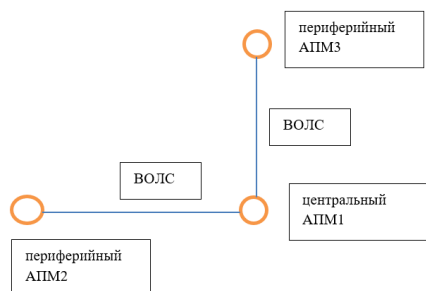 периферийный
АПМ3
ВОЛС
ВОЛС
центральный
АПМ1
периферийный
АПМ2